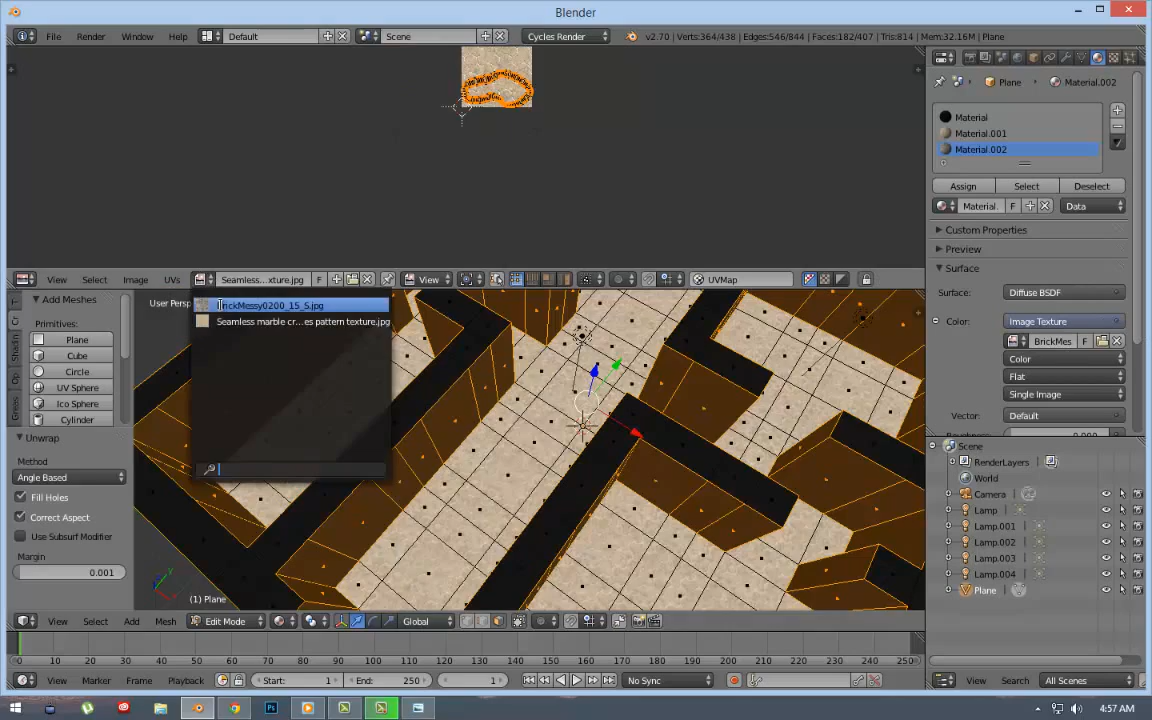 Blender
File Render Window Help Default Scene Cycles Render v2.70 | Verts:364/438 | Edges:546/844 | Faces:182/407 | Tris:814 | Mem:32.16M | Plane
Plane Material.002
Material
Material.001
Material.002
Assign Select Deselect
Material. F Data
Custom Properties
Preview
Surface
Surface: Diffuse BSDF
Color: Image Texture
BrickMes F
Color
Flat
Single Image
Vector: Default
View Select Image UVs Seamless...xture.jpg F View UVMap
Add Meshes
Primitives:
Plane
Cube
Circle
UV Sphere
Ico Sphere
Cylinder
Unwrap
Method
Angle Based
Fill Holes
Correct Aspect
Use Subsurf Modifier
Margin
0.001
User Persp
BrickMessy0200_15_S.jpg
Seamless marble cr...es pattern texture.jpg
(1) Plane
View Select Add Mesh Edit Mode Global
Scene
RenderLayers
World
Camera
Lamp
Lamp.001
Lamp.002
Lamp.003
Lamp.004
Plane
0 10 20 30 40 50 60 70 80 90 100 110 120 130 140 150 160 170 180 190 200 210 220 230 240 250
View Marker Frame Playback Start: 1 End: 250 1 No Sync
View Search All Scenes
4:57 AM